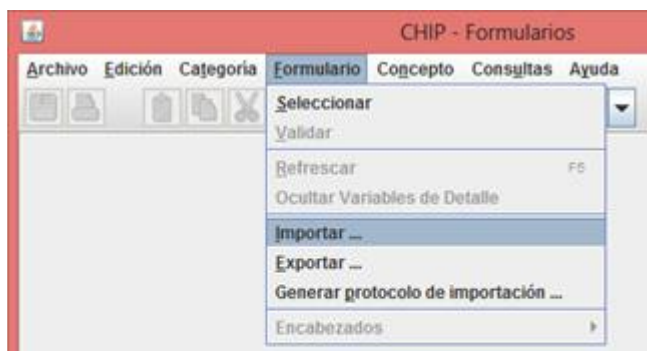 CHIP - Formularios
Archivo Edición Categoría Formulario Concepto Consultas Ayuda
Seleccionar
Validar
Refrescar F5
Ocultar Variables de Detalle
Importar ...
Exportar ...
Generar protocolo de importación ...
Encabezados